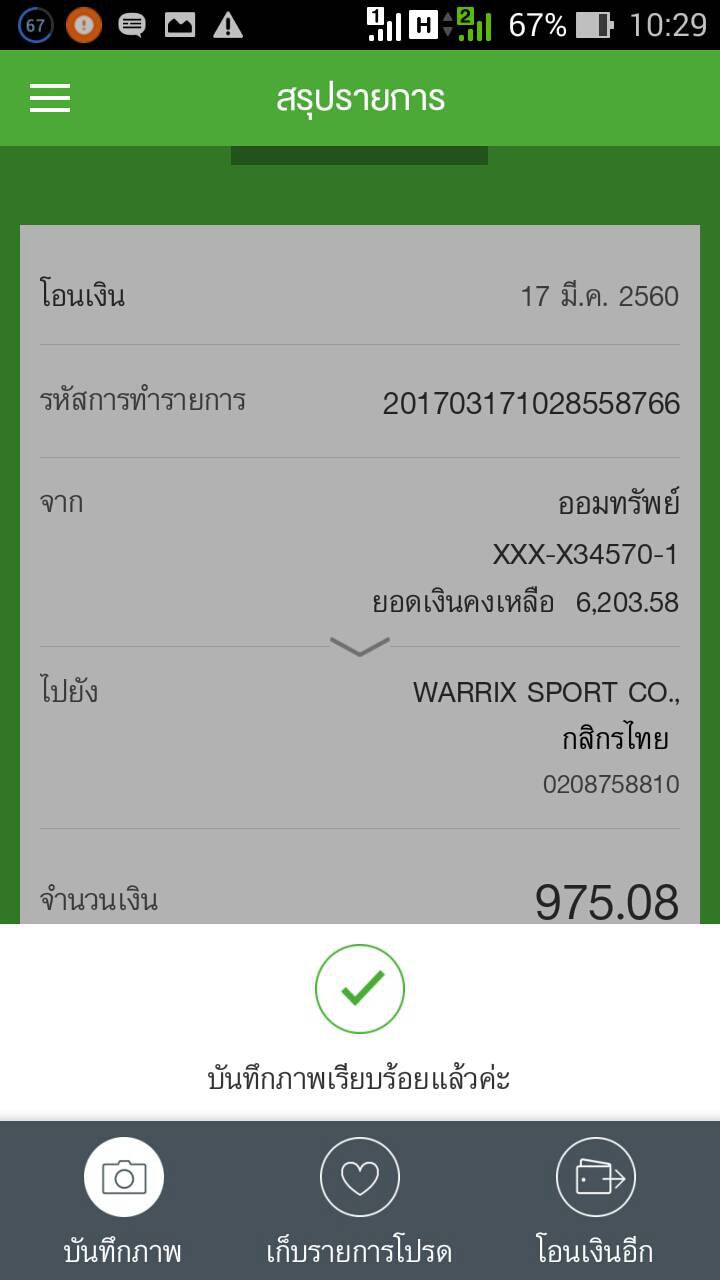 67
1
H
2
67%
10:29
สรุปรายการ
โอนเงิน 17 มี.ค. 2560
รหัสการทำรายการ 201703171028558766
จาก ออมทรัพย์
XXX-X34570-1
ยอดเงินคงเหลือ 6,203.58
ไปยัง WARRIX SPORT CO.,
กสิกรไทย
0208758810
จำนวนเงิน 975.08
บันทึกภาพเรียบร้อยแล้วค่ะ
บันทึกภาพ เก็บรายการโปรด โอนเงินอีก